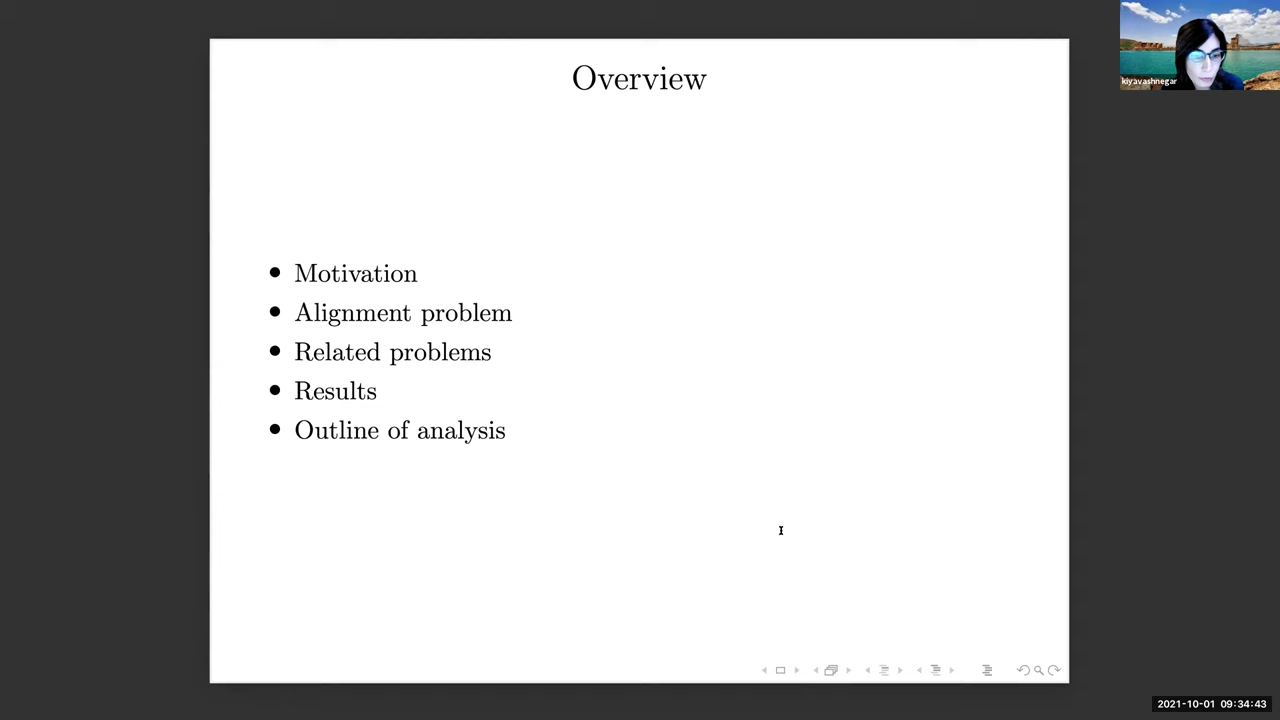 Overview
kiyavashnegar
• Motivation
• Alignment problem
• Related problems
• Results
• Outline of analysis
2021-10-01 09:34:43